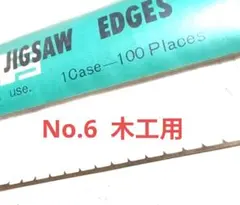 JIGSAW EDGES
use.
1Case—100 Places
No.6 木工用